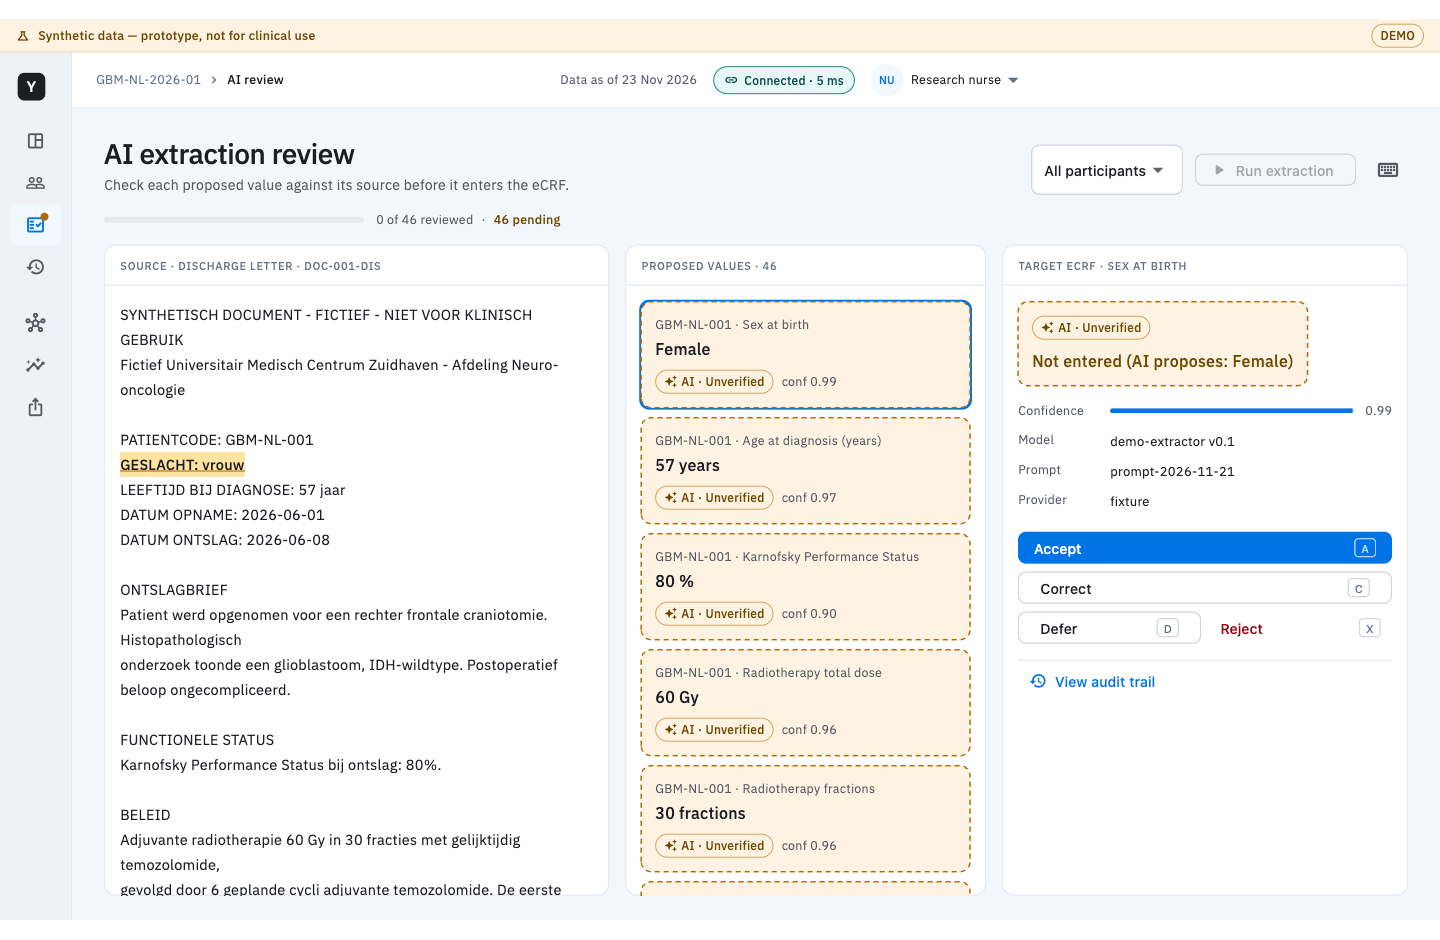 Synthetic data — prototype, not for clinical use
DEMO
Y
GBM-NL-2026-01 > AI review
Data as of 23 Nov 2026
Connected · 5 ms
NU
Research nurse
AI extraction review
Check each proposed value against its source before it enters the eCRF.
All participants
Run extraction
0 of 46 reviewed · 46 pending
SOURCE · DISCHARGE LETTER · DOC-001-DIS
SYNTHETISCH DOCUMENT - FICTIEF - NIET VOOR KLINISCH
GEBRUIK
Fictief Universitair Medisch Centrum Zuidhaven - Afdeling Neuro-
oncologie
PATIENTCODE: GBM-NL-001
GESLACHT: vrouw
LEEFTIJD BIJ DIAGNOSE: 57 jaar
DATUM OPNAME: 2026-06-01
DATUM ONTSLAG: 2026-06-08
ONTSLAGBRIEF
Patient werd opgenomen voor een rechter frontale craniotomie.
Histopathologisch
onderzoek toonde een glioblastoom, IDH-wildtype. Postoperatief
beloop ongecompliceerd.
FUNCTIONELE STATUS
Karnofsky Performance Status bij ontslag: 80%.
BELEID
Adjuvante radiotherapie 60 Gy in 30 fracties met gelijktijdig
temozolomide,
gevolgd door 6 geplande cycli adjuvante temozolomide. De eerste
PROPOSED VALUES · 46
GBM-NL-001 · Sex at birth
Female
AI · Unverified
conf 0.99
GBM-NL-001 · Age at diagnosis (years)
57 years
AI · Unverified
conf 0.97
GBM-NL-001 · Karnofsky Performance Status
80 %
AI · Unverified
conf 0.90
GBM-NL-001 · Radiotherapy total dose
60 Gy
AI · Unverified
conf 0.96
GBM-NL-001 · Radiotherapy fractions
30 fractions
AI · Unverified
conf 0.96
TARGET ECRF · SEX AT BIRTH
AI · Unverified
Not entered (AI proposes: Female)
Confidence 0.99
Model demo-extractor v0.1
Prompt prompt-2026-11-21
Provider fixture
Accept A
Correct C
Defer D
Reject X
View audit trail